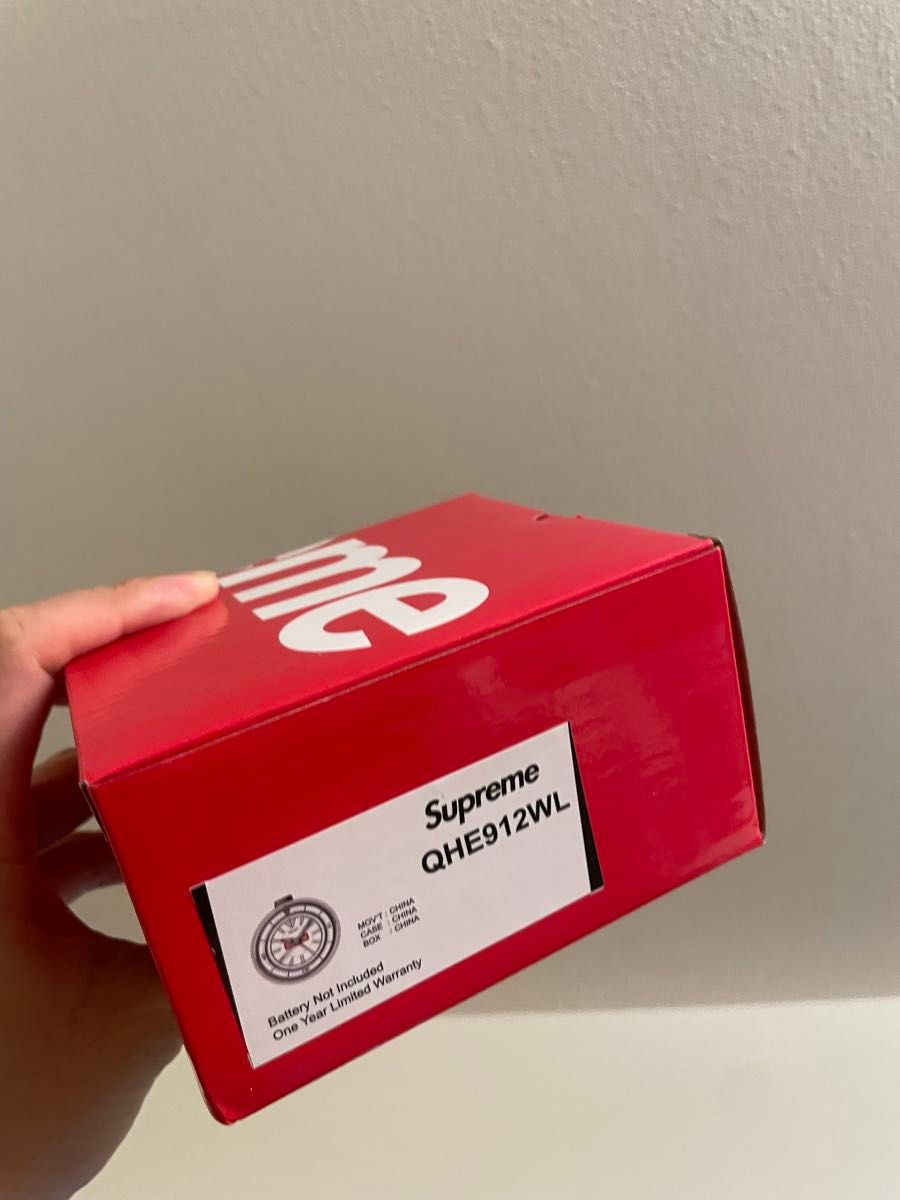 me
Supreme
QHE912WL
MOV'T : CHINA
CASE : CHINA
BOX : CHINA
Battery Not Included
One Year Limited Warranty